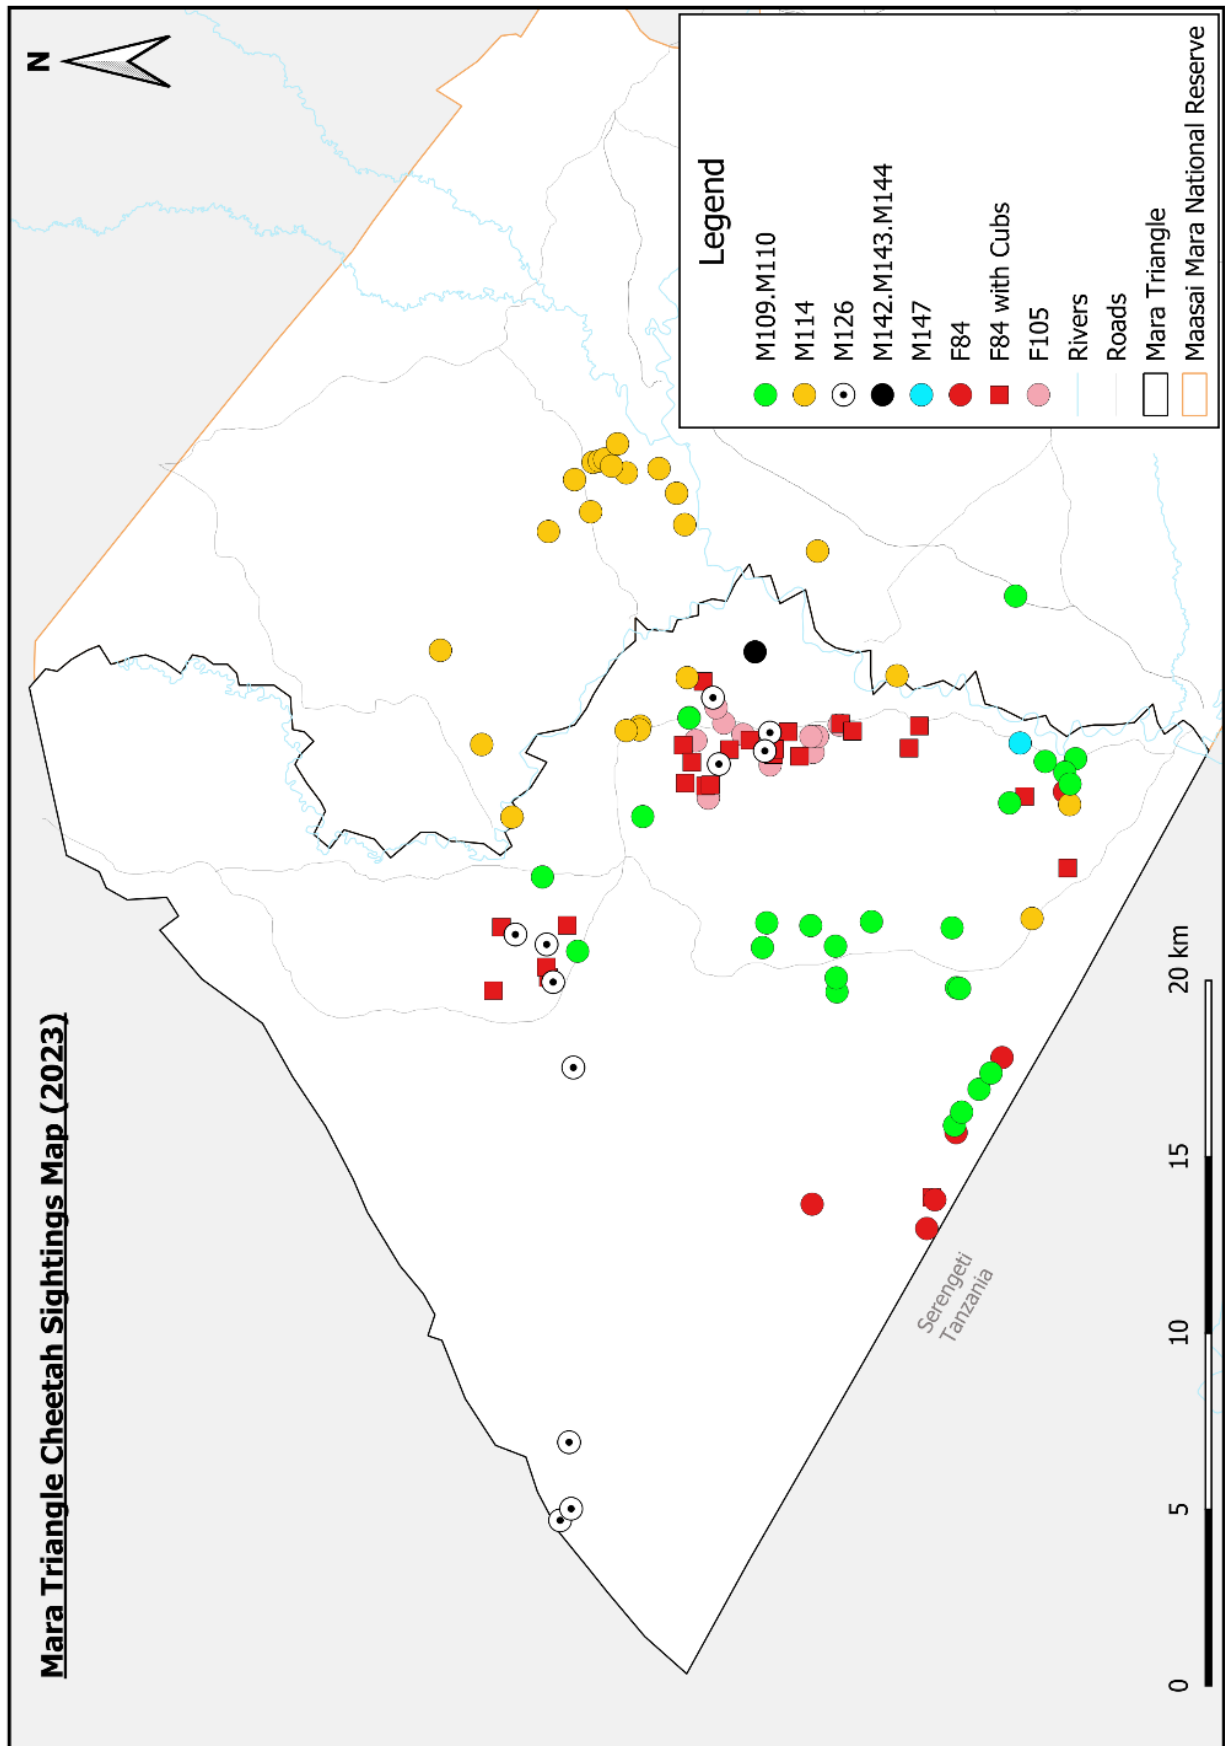 Mara Triangle Cheetah Sightings Map (2023)
N
Serengeti
Tanzania
0 5 10 15 20 km
Legend
M109.M110
M114
M126
M142.M143.M144
M147
F84
F84 with Cubs
F105
Rivers
Roads
Mara Triangle
Maasai Mara National Reserve